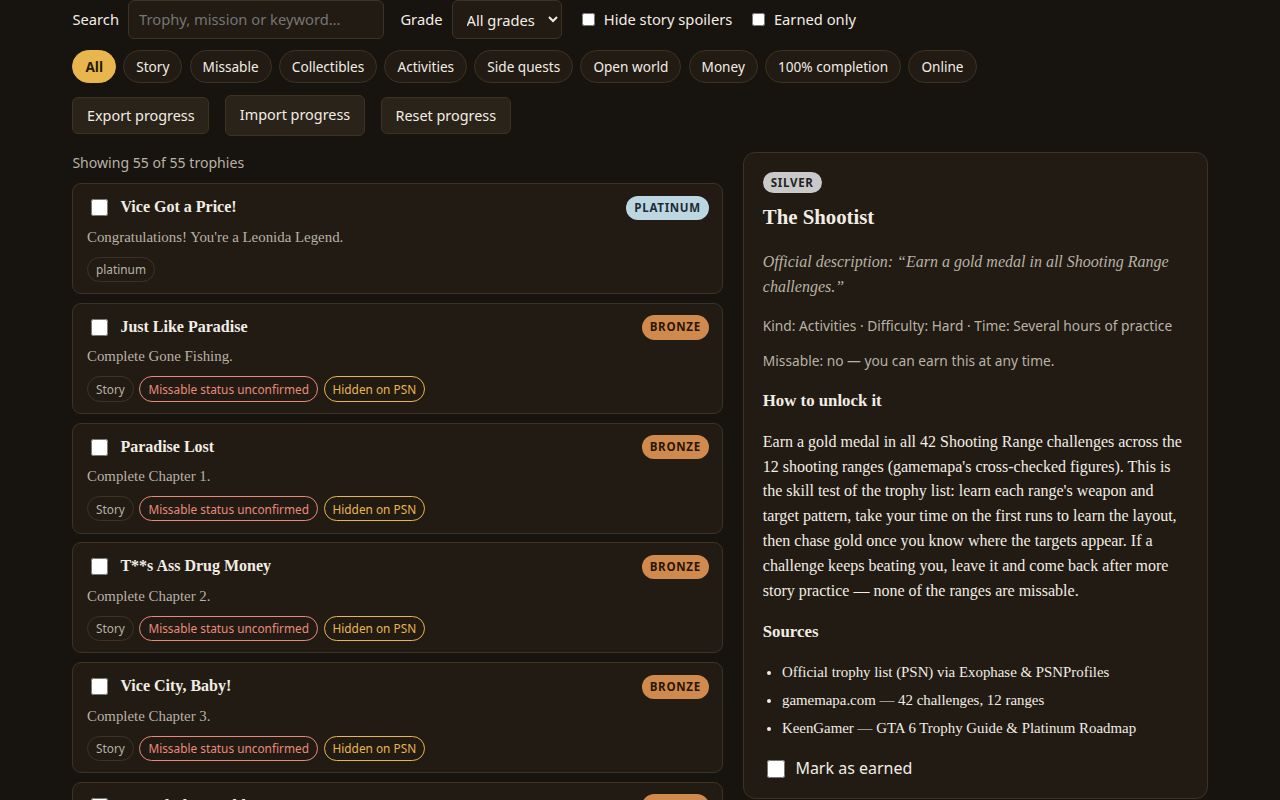 Search Trophy, mission or keyword... Grade All grades Hide story spoilers Earned only
All Story Missable Collectibles Activities Side quests Open world Money 100% completion Online
Export progress Import progress Reset progress
Showing 55 of 55 trophies
Vice Got a Price! PLATINUM
Congratulations! You're a Leonida Legend.
platinum
Just Like Paradise BRONZE
Complete Gone Fishing.
Story Missable status unconfirmed Hidden on PSN
Paradise Lost BRONZE
Complete Chapter 1.
Story Missable status unconfirmed Hidden on PSN
T**s Ass Drug Money BRONZE
Complete Chapter 2.
Story Missable status unconfirmed Hidden on PSN
Vice City, Baby! BRONZE
Complete Chapter 3.
Story Missable status unconfirmed Hidden on PSN
SILVER
The Shootist
Official description: “Earn a gold medal in all Shooting Range
challenges.”
Kind: Activities · Difficulty: Hard · Time: Several hours of practice
Missable: no — you can earn this at any time.
How to unlock it
Earn a gold medal in all 42 Shooting Range challenges across the
12 shooting ranges (gamemapa's cross-checked figures). This is
the skill test of the trophy list: learn each range's weapon and
target pattern, take your time on the first runs to learn the layout,
then chase gold once you know where the targets appear. If a
challenge keeps beating you, leave it and come back after more
story practice — none of the ranges are missable.
Sources
Official trophy list (PSN) via Exophase & PSNProfiles
gamemapa.com — 42 challenges, 12 ranges
KeenGamer — GTA 6 Trophy Guide & Platinum Roadmap
Mark as earned